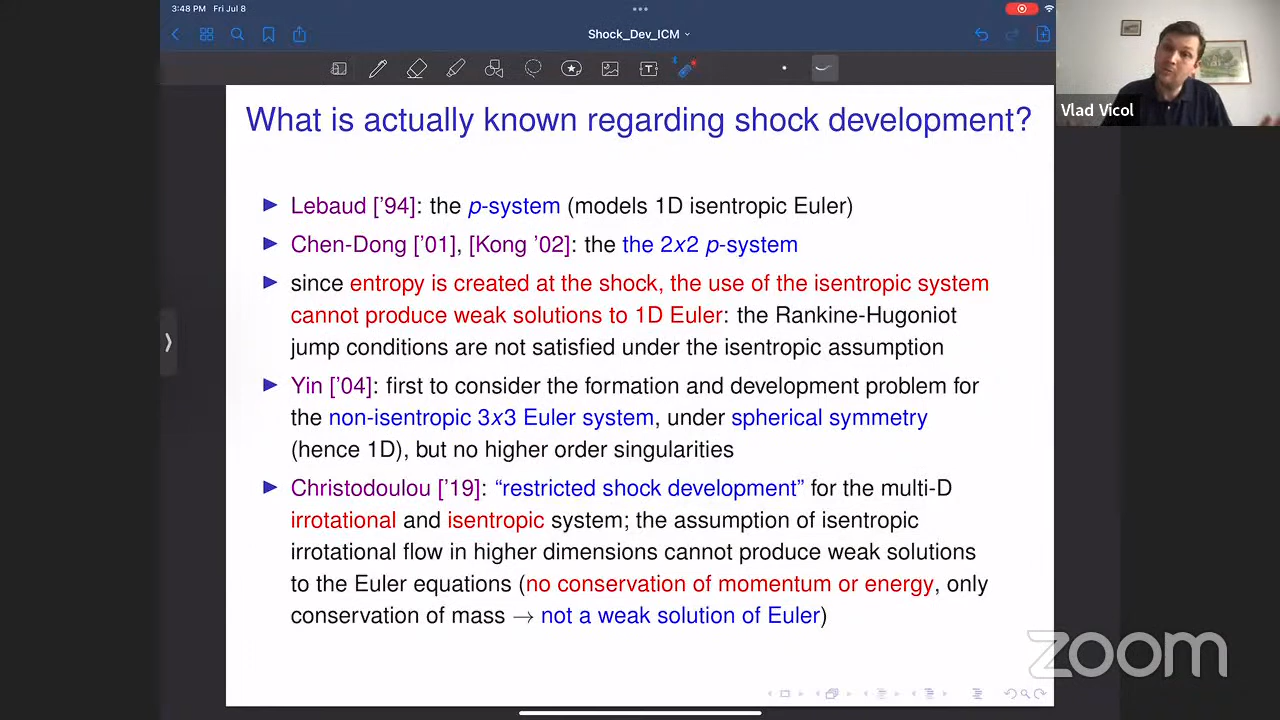 3:48 PM Fri Jul 8
Shock_Dev_ICM
What is actually known regarding shock development?
Vlad Vicol
Lebaud ['94]: the p-system (models 1D isentropic Euler)
Chen-Dong ['01], [Kong '02]: the the 2x2 p-system
since entropy is created at the shock, the use of the isentropic system
cannot produce weak solutions to 1D Euler: the Rankine-Hugoniot
jump conditions are not satisfied under the isentropic assumption
Yin ['04]: first to consider the formation and development problem for
the non-isentropic 3x3 Euler system, under spherical symmetry
(hence 1D), but no higher order singularities
Christodoulou ['19]: “restricted shock development” for the multi-D
irrotational and isentropic system; the assumption of isentropic
irrotational flow in higher dimensions cannot produce weak solutions
to the Euler equations (no conservation of momentum or energy, only
conservation of mass → not a weak solution of Euler)
zoom